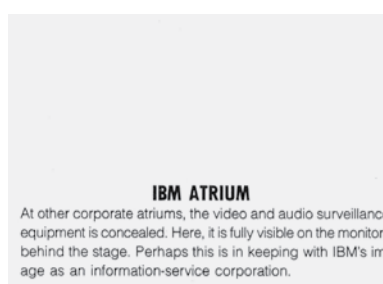 IBM ATRIUM
At other corporate atriums, the video and audio surveillanc
equipment is concealed. Here, it is fully visible on the monitor
behind the stage. Perhaps this is in keeping with IBM's im
age as an information-service corporation.